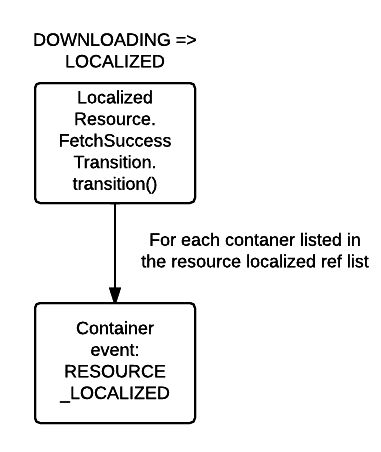 DOWNLOADING =>
LOCALIZED
Localized
Resource.
FetchSuccess
Transition.
transition()
For each contaner listed in
the resource localized ref list
Container
event:
RESOURCE
_LOCALIZED